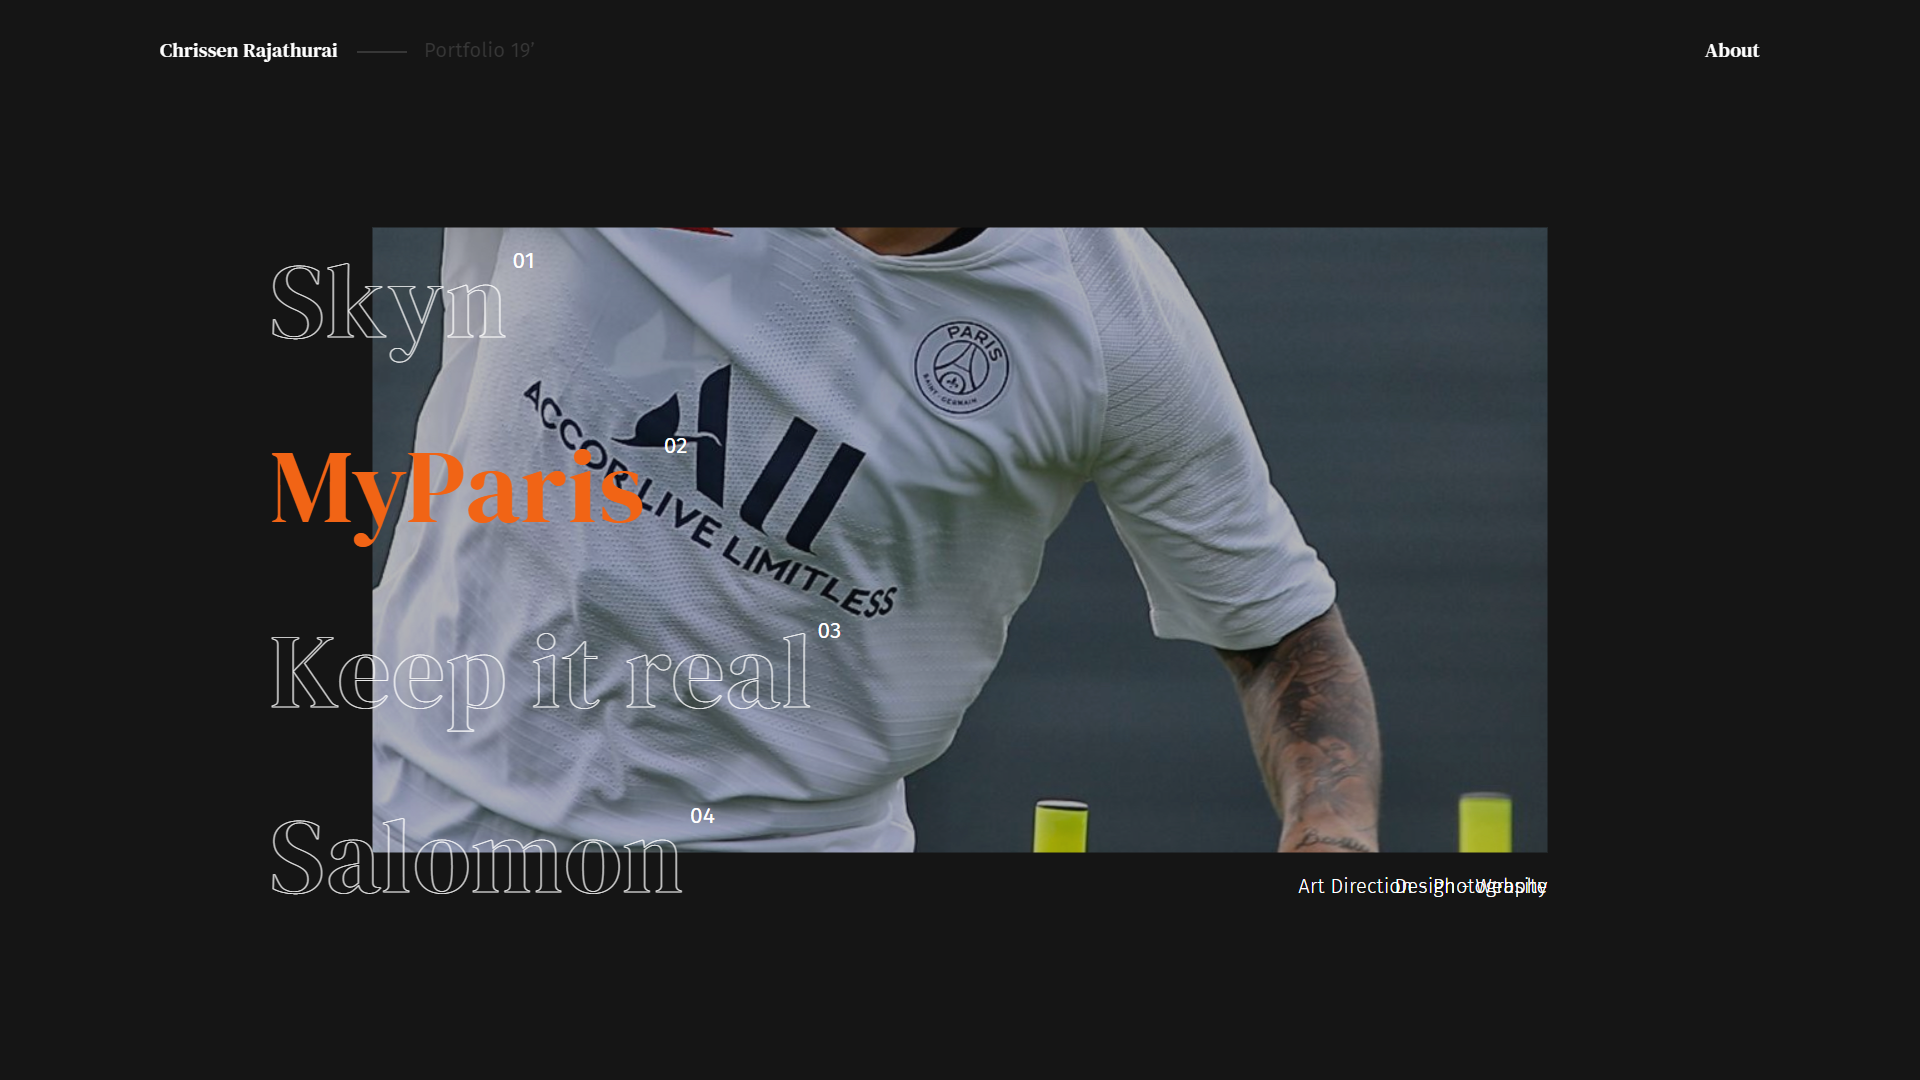 Chrissen Rajathurai
Portfolio 19'
About
01
Skyn
PARIS
SAINT-GERMAIN
All
ACCOR LIVE LIMITLESS
02
MyParis
03
Keep it real
04
Salomon
Art Direction - Photography
Design - Website